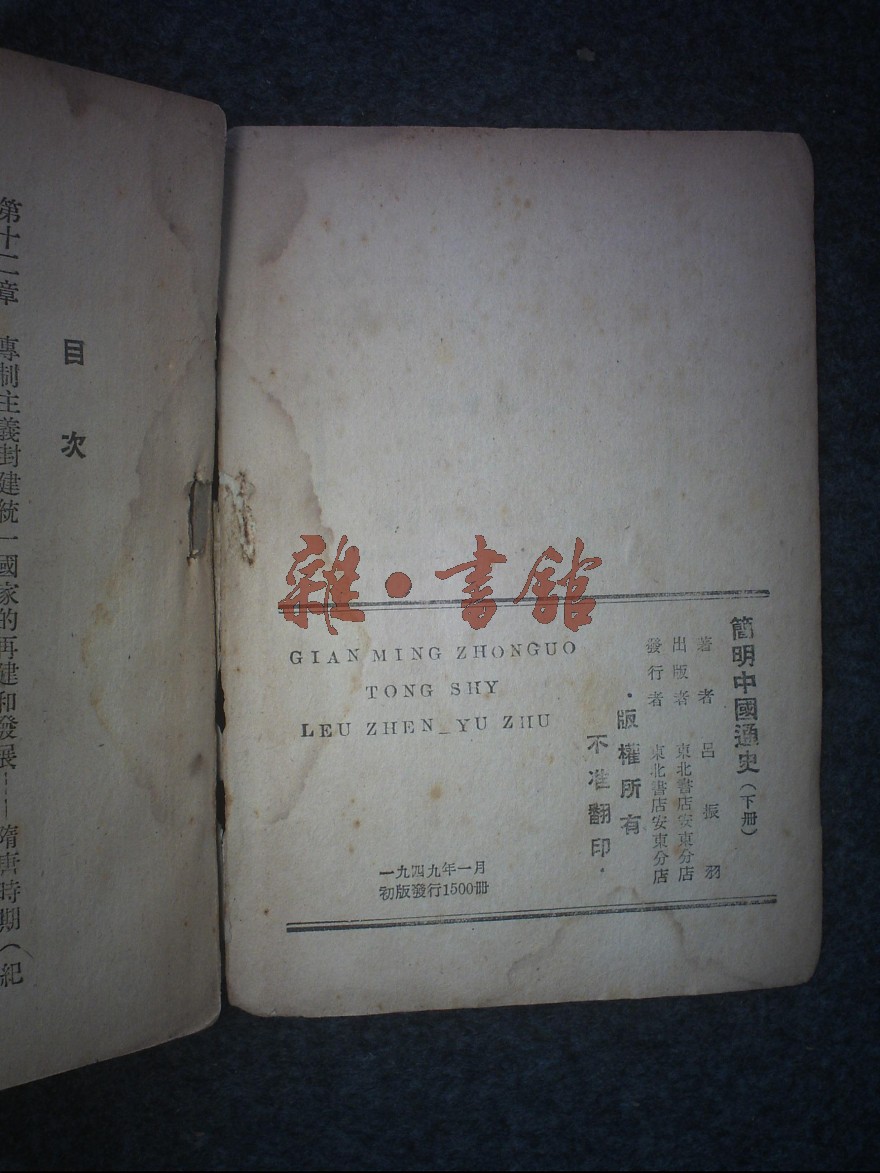 簡明中國通史(下册)
著者 呂振羽
出版者 東北書店安東分店
發行者 東北書店安東分店
·版權所有
不准翻印·
GIAN MING ZHONGUO
TONG SHY
LEU ZHEN_YU ZHU
一九四九年一月
初版發行1500冊
目次
第十二章 專制主義封建統一國家的再建和發展——隋唐時期(紀
雜·書館